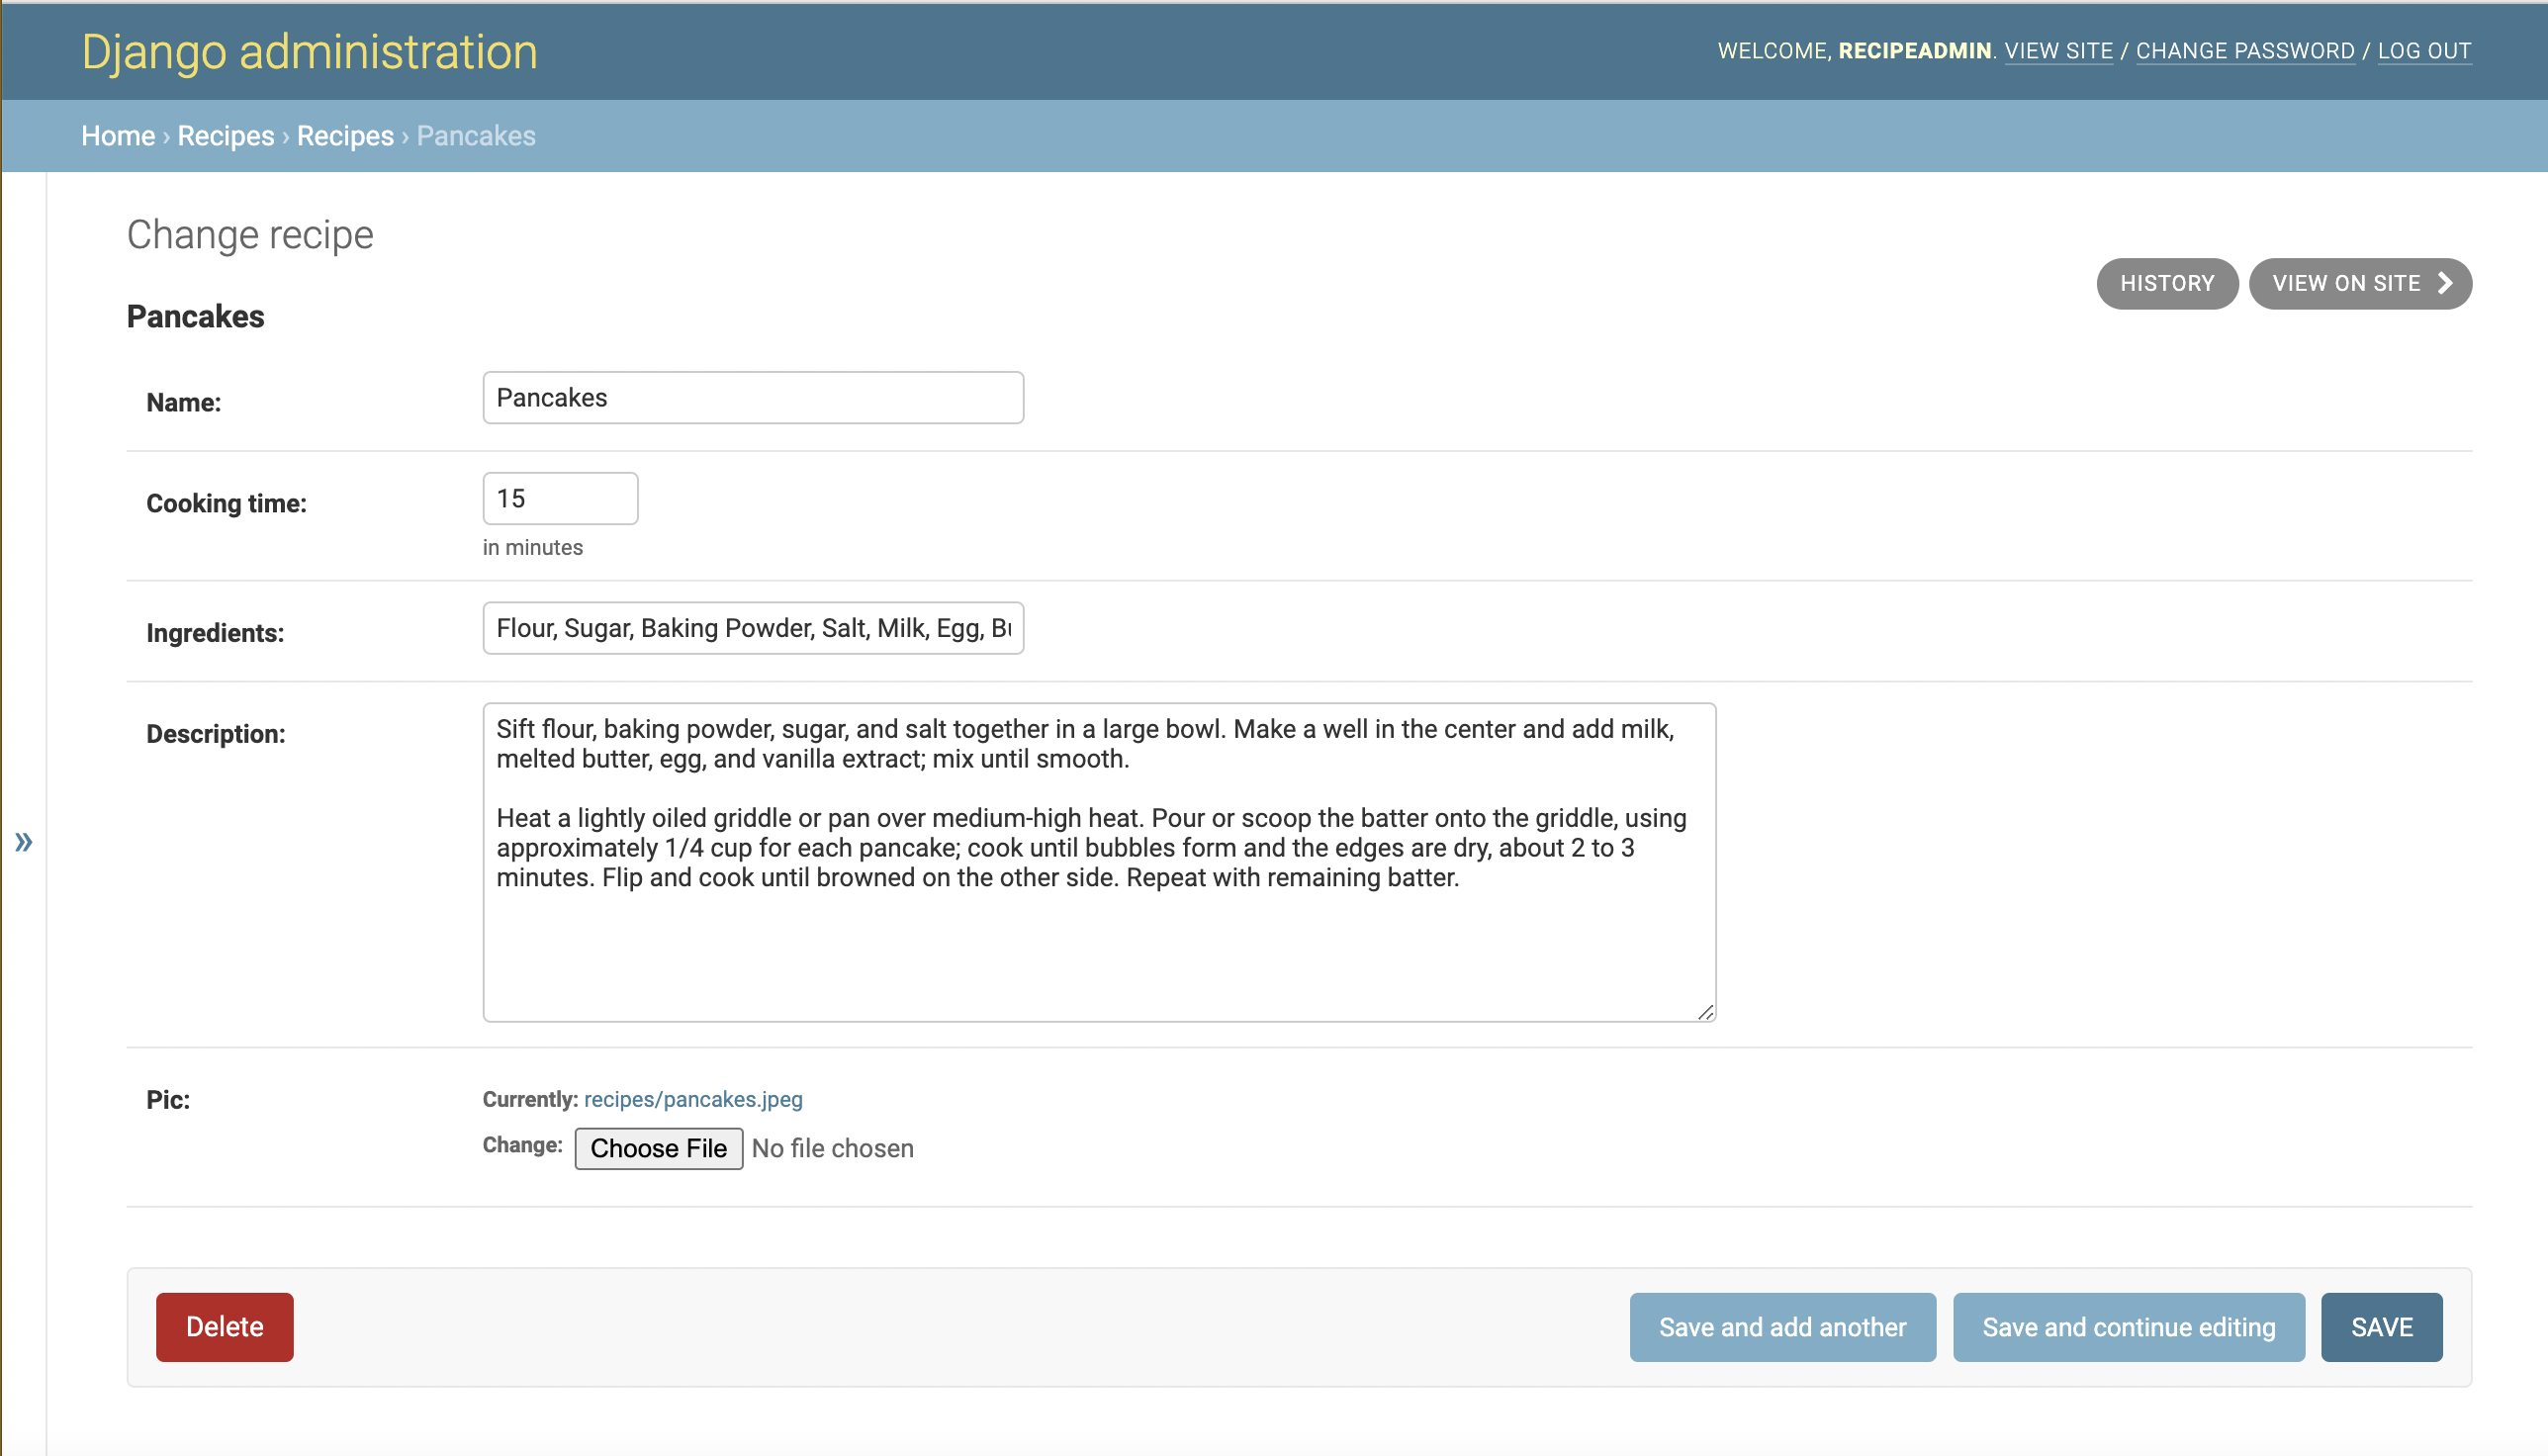 Django administration
WELCOME, RECIPEADMIN. VIEW SITE / CHANGE PASSWORD / LOG OUT
Home › Recipes › Recipes › Pancakes
Change recipe
HISTORY
VIEW ON SITE
Pancakes
Name:
Pancakes
Cooking time:
15
in minutes
Ingredients:
Flour, Sugar, Baking Powder, Salt, Milk, Egg,
Description:
Sift flour, baking powder, sugar, and salt together in a large bowl. Make a well in the center and add milk,
melted butter, egg, and vanilla extract; mix until smooth.
Heat a lightly oiled griddle or pan over medium-high heat. Pour or scoop the batter onto the griddle, using
approximately 1/4 cup for each pancake; cook until bubbles form and the edges are dry, about 2 to 3
minutes. Flip and cook until browned on the other side. Repeat with remaining batter.
»
Pic:
Currently: recipes/pancakes.jpeg
Change: Choose File No file chosen
Delete
Save and add another
Save and continue editing
SAVE